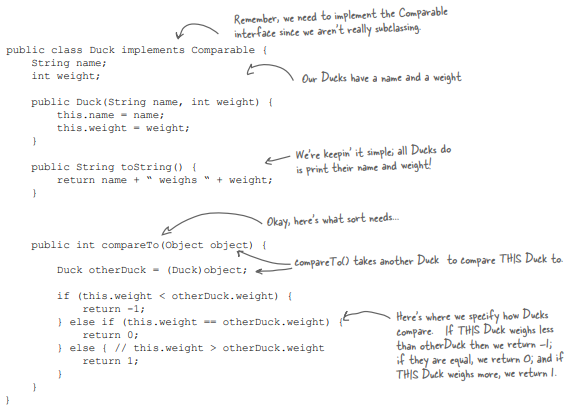 Remember, we need to implement the Comparable
interface since we aren't really subclassing.
public class Duck implements Comparable {
    String name;
    int weight;
Our Ducks have a name and a weight
    public Duck(String name, int weight) {
        this.name = name;
        this.weight = weight;
    }
We're keepin' it simple; all Ducks do
is print their name and weight!
    public String toString() {
        return name + “ weighs “ + weight;
    }
Okay, here's what sort needs...
    public int compareTo(Object object) {
compareTo() takes another Duck to compare THIS Duck to.
        Duck otherDuck = (Duck)object;
        if (this.weight < otherDuck.weight) {
            return -1;
        } else if (this.weight == otherDuck.weight) {
            return 0;
        } else { // this.weight > otherDuck.weight
            return 1;
        }
    }
}
Here's where we specify how Ducks
compare. If THIS Duck weighs less
than otherDuck then we return -1;
if they are equal, we return 0; and if
THIS Duck weighs more, we return 1.